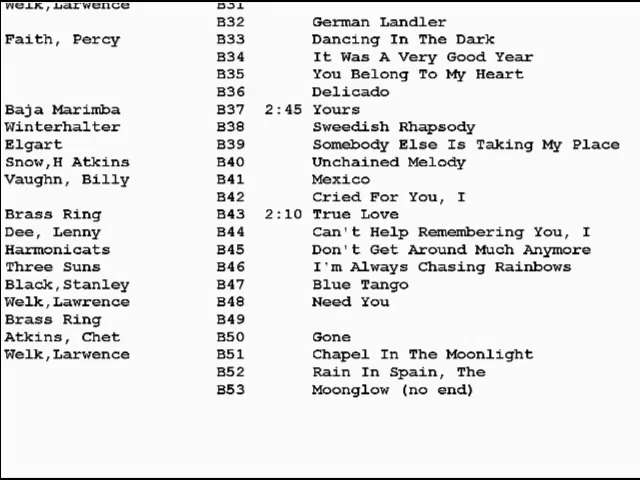 Welk,Larwence B31
B32 German Landler
Faith, Percy B33 Dancing In The Dark
B34 It Was A Very Good Year
B35 You Belong To My Heart
B36 Delicado
Baja Marimba B37 2:45 Yours
Winterhalter B38 Sweedish Rhapsody
Elgart B39 Somebody Else Is Taking My Place
Snow,H Atkins B40 Unchained Melody
Vaughn, Billy B41 Mexico
B42 Cried For You, I
Brass Ring B43 2:10 True Love
Dee, Lenny B44 Can't Help Remembering You, I
Harmonicats B45 Don't Get Around Much Anymore
Three Suns B46 I'm Always Chasing Rainbows
Black,Stanley B47 Blue Tango
Welk,Lawrence B48 Need You
Brass Ring B49
Atkins, Chet B50 Gone
Welk,Larwence B51 Chapel In The Moonlight
B52 Rain In Spain, The
B53 Moonglow (no end)